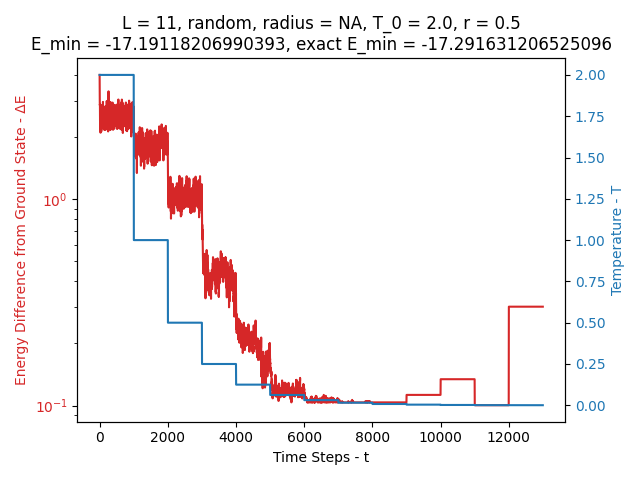 L = 11, random, radius = NA, T_0 = 2.0, r = 0.5
E_min = -17.19118206990393, exact E_min = -17.291631206525096
Energy Difference from Ground State - ΔE
10⁰
10⁻¹
2.00
1.75
1.50
1.25
1.00
0.75
0.50
0.25
0.00
Temperature - T
0 2000 4000 6000 8000 10000 12000
Time Steps - t